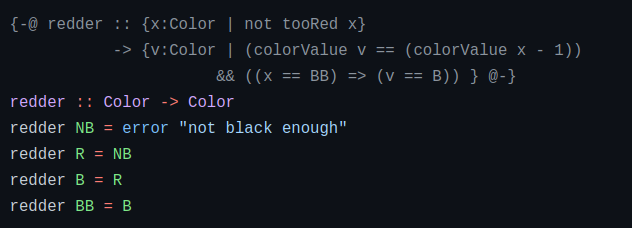 {-@ redder :: {x:Color | not tooRed x}
           -> {v:Color | (colorValue v == (colorValue x - 1))
                      && ((x == BB) => (v == B)) } @-}
redder :: Color -> Color
redder NB = error "not black enough"
redder R = NB
redder B = R
redder BB = B